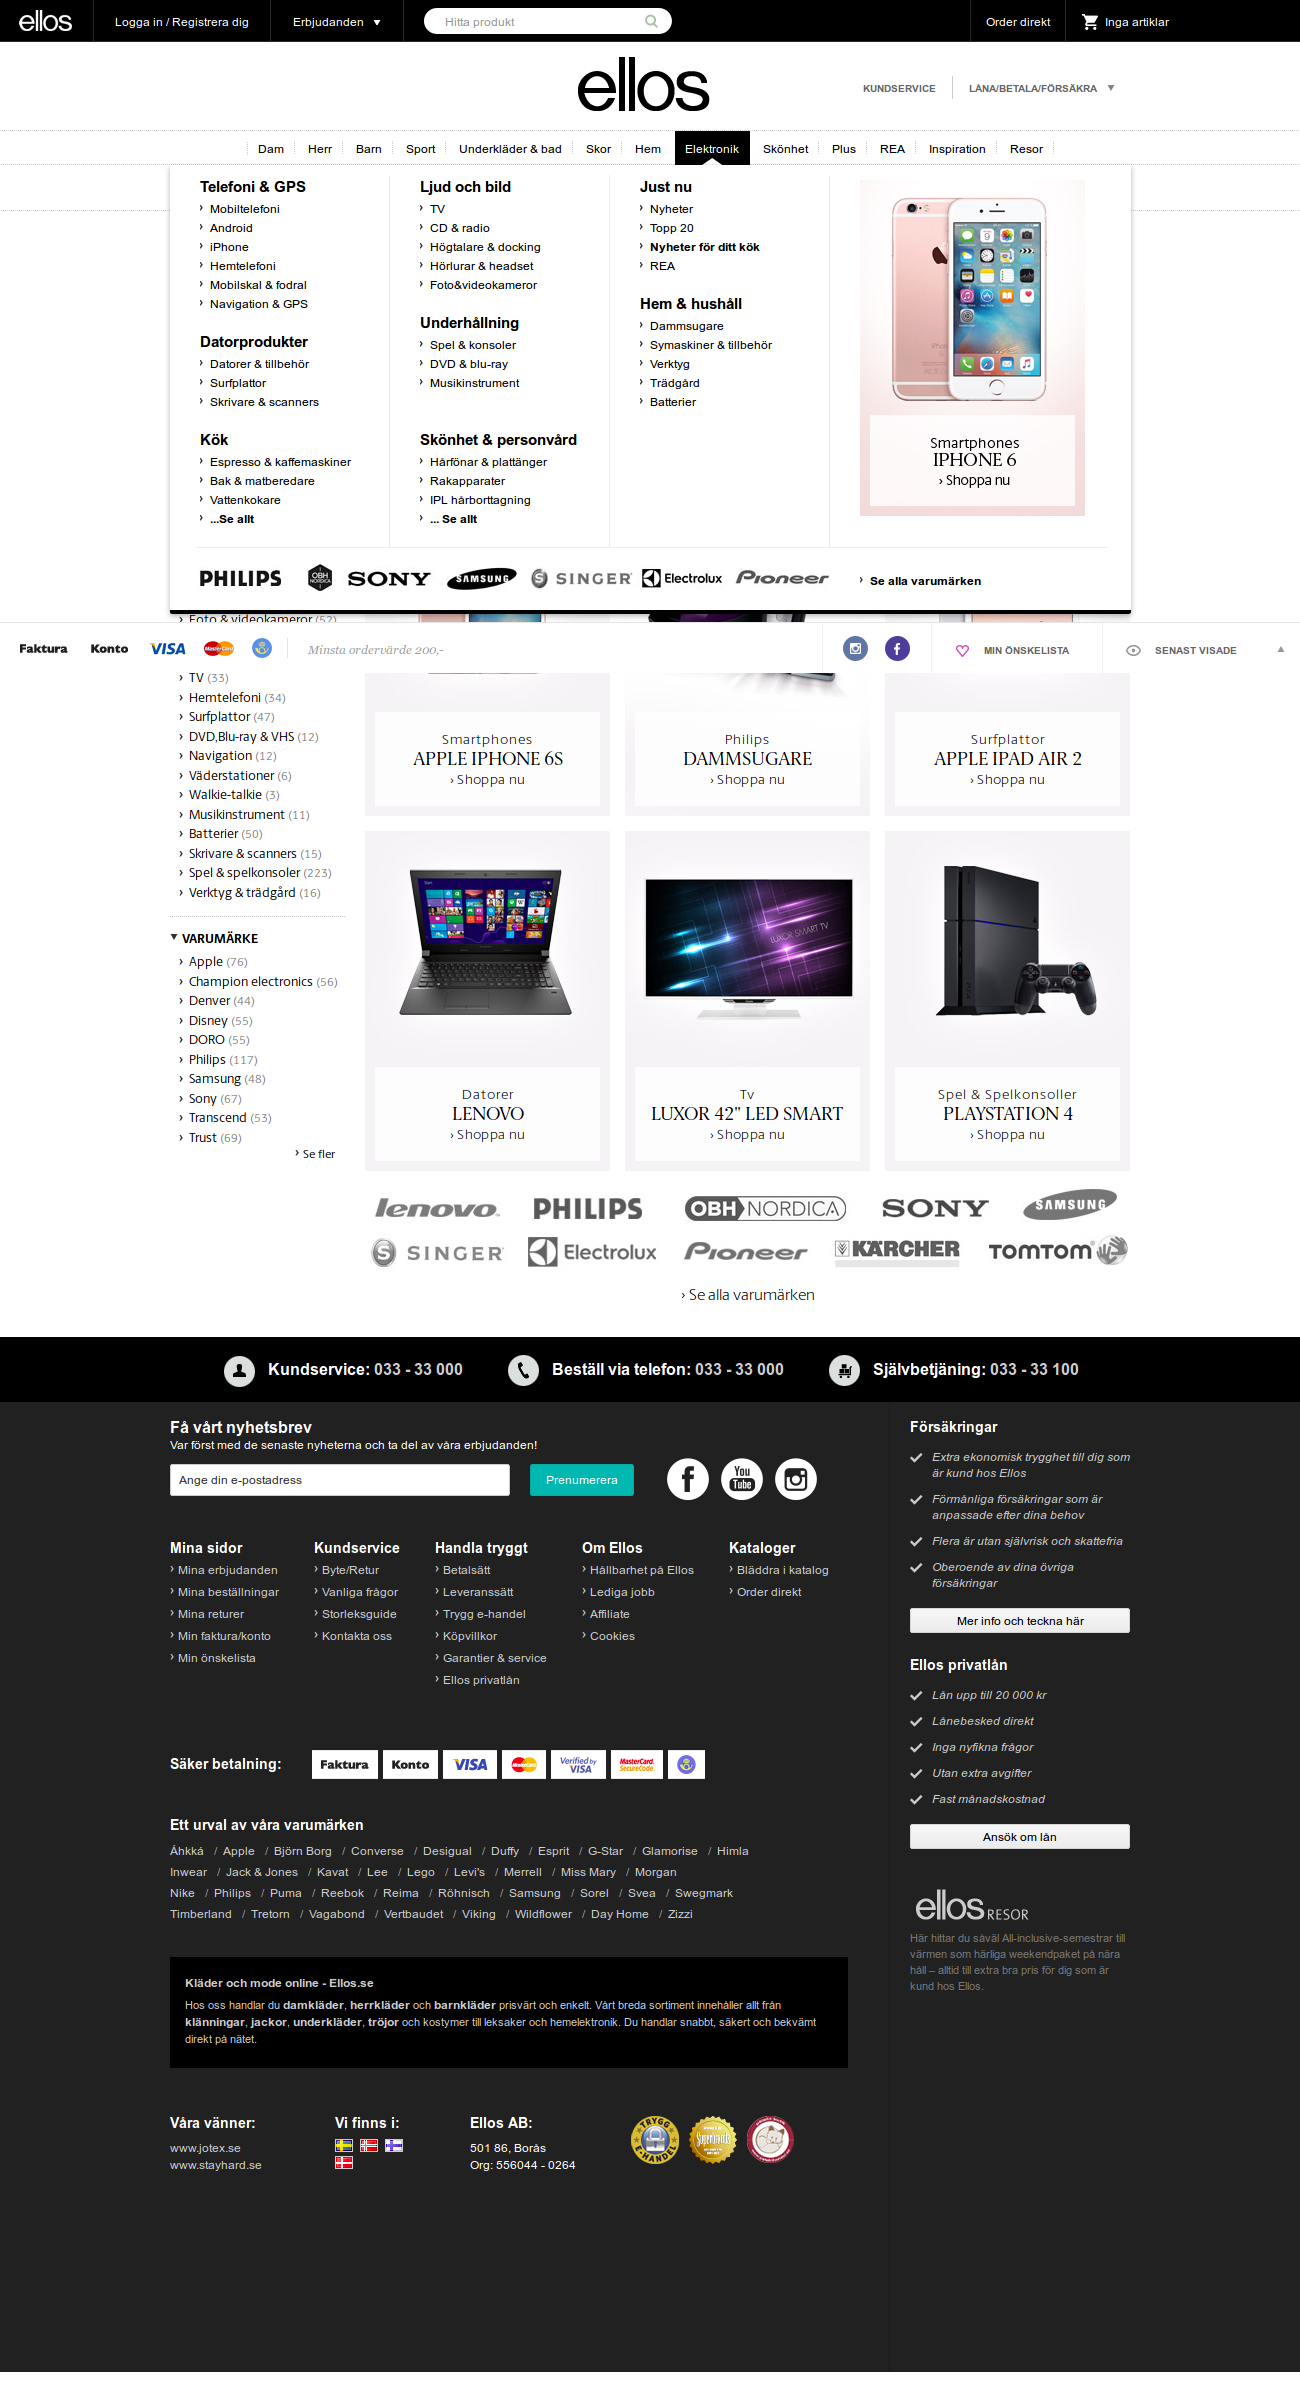 ellos
Logga in / Registrera dig
Erbjudanden
Hitta produkt
Order direkt
Inga artiklar
ellos
KUNDSERVICE
LÅNA/BETALA/FÖRSÄKRA
Dam Herr Barn Sport Underkläder & bad Skor Hem Elektronik Skönhet Plus REA Inspiration Resor
Telefoni & GPS
› Mobiltelefoni
› Android
› iPhone
› Hemtelefoni
› Mobilskal & fodral
› Navigation & GPS
Datorprodukter
› Datorer & tillbehör
› Surfplattor
› Skrivare & scanners
Kök
› Espresso & kaffemaskiner
› Bak & matberedare
› Vattenkokare
› ...Se allt
Ljud och bild
› TV
› CD & radio
› Högtalare & docking
› Hörlurar & headset
› Foto&videokameror
Underhållning
› Spel & konsoler
› DVD & blu-ray
› Musikinstrument
Skönhet & personvård
› Hårfönar & plattänger
› Rakapparater
› IPL hårborttagning
› ... Se allt
Just nu
› Nyheter
› Topp 20
› Nyheter för ditt kök
› REA
Hem & hushåll
› Dammsugare
› Symaskiner & tillbehör
› Verktyg
› Trädgård
› Batterier
Smartphones
IPHONE 6
› Shoppa nu
PHILIPS OBH NORDICA SONY SAMSUNG SINGER Electrolux Pioneer
› Se alla varumärken
› Foto & videokameror (52)
Faktura Konto VISA MasterCard
Minsta ordervärde 200,-
MIN ÖNSKELISTA
SENAST VISADE
› TV (33)
› Hemtelefoni (34)
› Surfplattor (47)
› DVD,Blu-ray & VHS (12)
› Navigation (12)
› Väderstationer (6)
› Walkie-talkie (3)
› Musikinstrument (11)
› Batterier (50)
› Skrivare & scanners (15)
› Spel & spelkonsoler (223)
› Verktyg & trädgård (16)
VARUMÄRKE
› Apple (76)
› Champion electronics (56)
› Denver (44)
› Disney (55)
› DORO (55)
› Philips (117)
› Samsung (48)
› Sony (67)
› Transcend (53)
› Trust (69)
› Se fler
Smartphones
APPLE IPHONE 6S
› Shoppa nu
Philips
DAMMSUGARE
› Shoppa nu
Surfplattor
APPLE IPAD AIR 2
› Shoppa nu
Datorer
LENOVO
› Shoppa nu
LUXOR SMART TV
Tv
LUXOR 42" LED SMART
› Shoppa nu
Spel & Spelkonsoller
PLAYSTATION 4
› Shoppa nu
lenovo PHILIPS OBH NORDICA SONY SAMSUNG
SINGER Electrolux Pioneer KÄRCHER TOMTOM
› Se alla varumärken
Kundservice: 033 - 33 000
Beställ via telefon: 033 - 33 000
Självbetjäning: 033 - 33 100
Få vårt nyhetsbrev
Var först med de senaste nyheterna och ta del av våra erbjudanden!
Ange din e-postadress
Prenumerera
You Tube
Mina sidor
› Mina erbjudanden
› Mina beställningar
› Mina returer
› Min faktura/konto
› Min önskelista
Kundservice
› Byte/Retur
› Vanliga frågor
› Storleksguide
› Kontakta oss
Handla tryggt
› Betalsätt
› Leveranssätt
› Trygg e-handel
› Köpvillkor
› Garantier & service
› Ellos privatlån
Om Ellos
› Hållbarhet på Ellos
› Lediga jobb
› Affiliate
› Cookies
Kataloger
› Bläddra i katalog
› Order direkt
Säker betalning:
Faktura Konto VISA MasterCard Verified by VISA MasterCard SecureCode
Ett urval av våra varumärken
Áhkká / Apple / Björn Borg / Converse / Desigual / Duffy / Esprit / G-Star / Glamorise / Himla
Inwear / Jack & Jones / Kavat / Lee / Lego / Levi's / Merrell / Miss Mary / Morgan
Nike / Philips / Puma / Reebok / Reima / Röhnisch / Samsung / Sorel / Svea / Swegmark
Timberland / Tretorn / Vagabond / Vertbaudet / Viking / Wildflower / Day Home / Zizzi
Kläder och mode online - Ellos.se
Hos oss handlar du damkläder, herrkläder och barnkläder prisvärt och enkelt. Vårt breda sortiment innehåller allt från
klänningar, jackor, underkläder, tröjor och kostymer till leksaker och hemelektronik. Du handlar snabbt, säkert och bekvämt
direkt på nätet.
Våra vänner:
www.jotex.se
www.stayhard.se
Vi finns i:
Ellos AB:
501 86, Borås
Org: 556044 - 0264
TRYGG E-HANDEL
Försäkringar
Extra ekonomisk trygghet till dig som
är kund hos Ellos
Förmånliga försäkringar som är
anpassade efter dina behov
Flera är utan självrisk och skattefria
Oberoende av dina övriga
försäkringar
Mer info och teckna här
Ellos privatlån
Lån upp till 20 000 kr
Lånebesked direkt
Inga nyfikna frågor
Utan extra avgifter
Fast månadskostnad
Ansök om lån
ellos RESOR
Här hittar du såväl All-inclusive-semestrar till
värmen som härliga weekendpaket på nära
håll – alltid till extra bra pris för dig som är
kund hos Ellos.